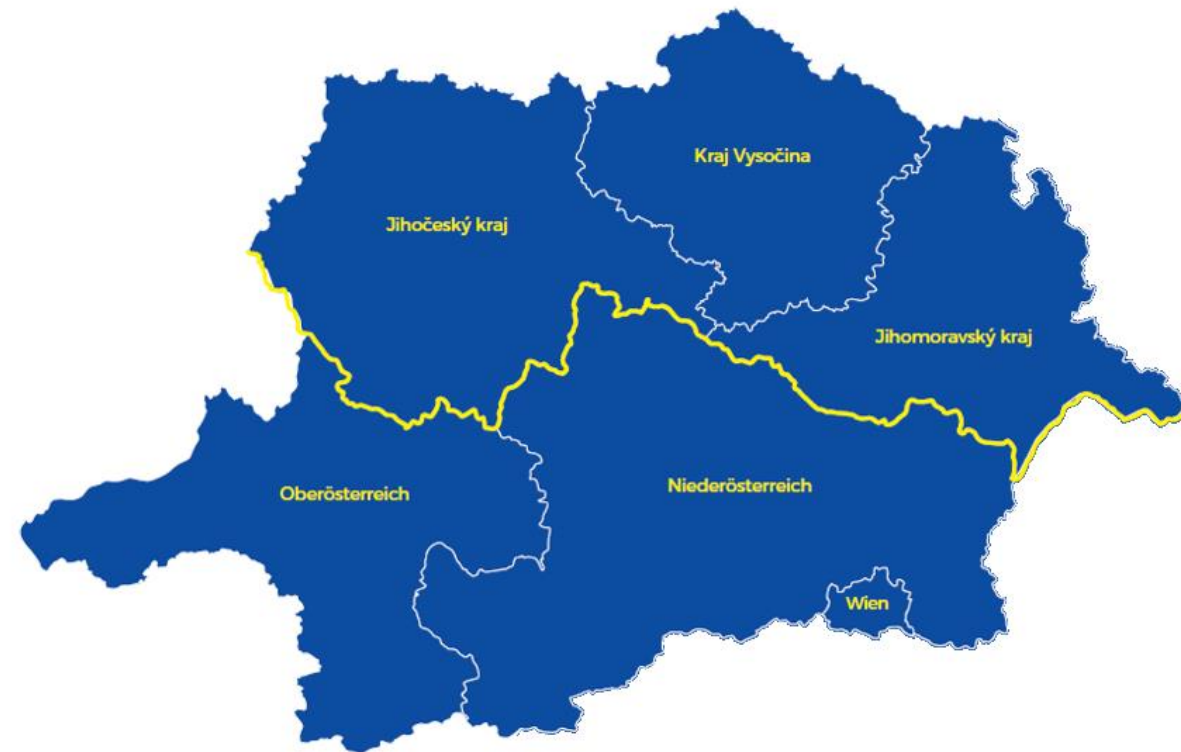 Kraj Vysočina
Jihočeský kraj
Jihomoravský kraj
Niederösterreich
Oberösterreich
Wien